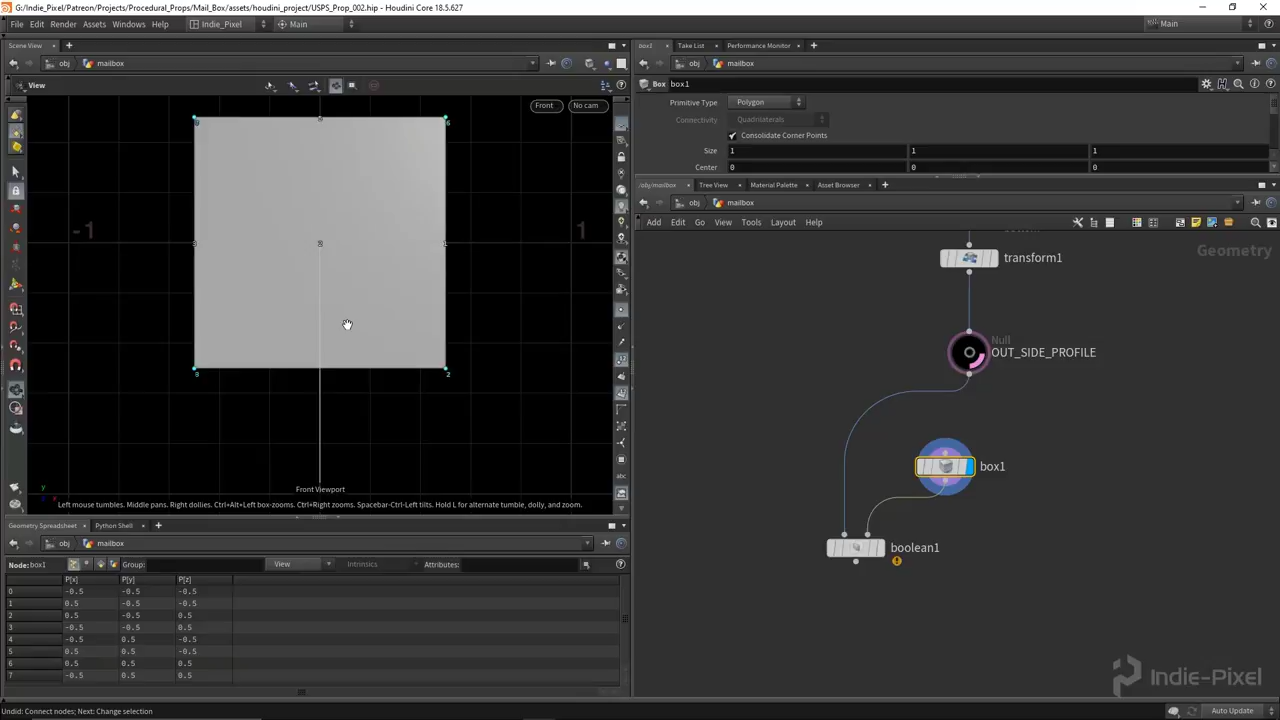 G:/Indie_Pixel/Patreon/Projects/Procedural_Props/Mail_Box/assets/houdini_project/USPS_Prop_002.hip - Houdini Core 18.5.627
File Edit Render Assets Windows Help Indie_Pixel Main Main
Scene View
obj mailbox
View
Front No cam
-1 1
Front Viewport
Left mouse tumbles. Middle pans. Right dollies. Ctrl+Alt+Left box-zooms. Ctrl+Right zooms. Spacebar-Ctrl-Left tilts. Hold L for alternate tumble, dolly, and zoom.
box1 Take List Performance Monitor
obj mailbox
Box box1
Primitive Type Polygon
Connectivity Quadrilaterals
Consolidate Corner Points
Size 1 1 1
Center 0 0 0
/obj/mailbox Tree View Material Palette Asset Browser
obj mailbox
Add Edit Go View Tools Layout Help
Geometry
transform1
Null
OUT_SIDE_PROFILE
box1
boolean1
Indie-Pixel
Geometry Spreadsheet Python Shell
obj mailbox
Node: box1 Group: View Intrinsics Attributes:
P[x] P[y] P[z]
0 -0.5 -0.5 -0.5
1 0.5 -0.5 -0.5
2 0.5 -0.5 0.5
3 -0.5 -0.5 0.5
4 -0.5 0.5 -0.5
5 0.5 0.5 -0.5
6 0.5 0.5 0.5
7 -0.5 0.5 0.5
Undid: Connect nodes; Next: Change selection
Auto Update